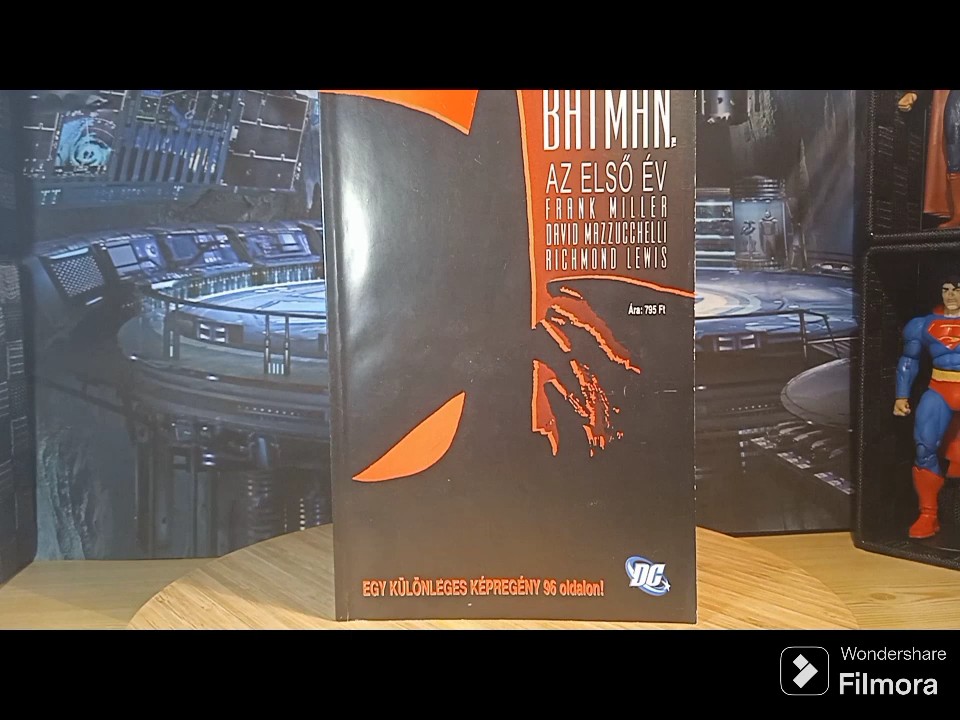 BATMAN
AZ ELSŐ ÉV
FRANK MILLER
DAVID MAZZUCCHELLI
RICHMOND LEWIS
Ára: 795 Ft
DC
EGY KÜLÖNLEGES KÉPREGÉNY 96 oldalon!
Wondershare
Filmora